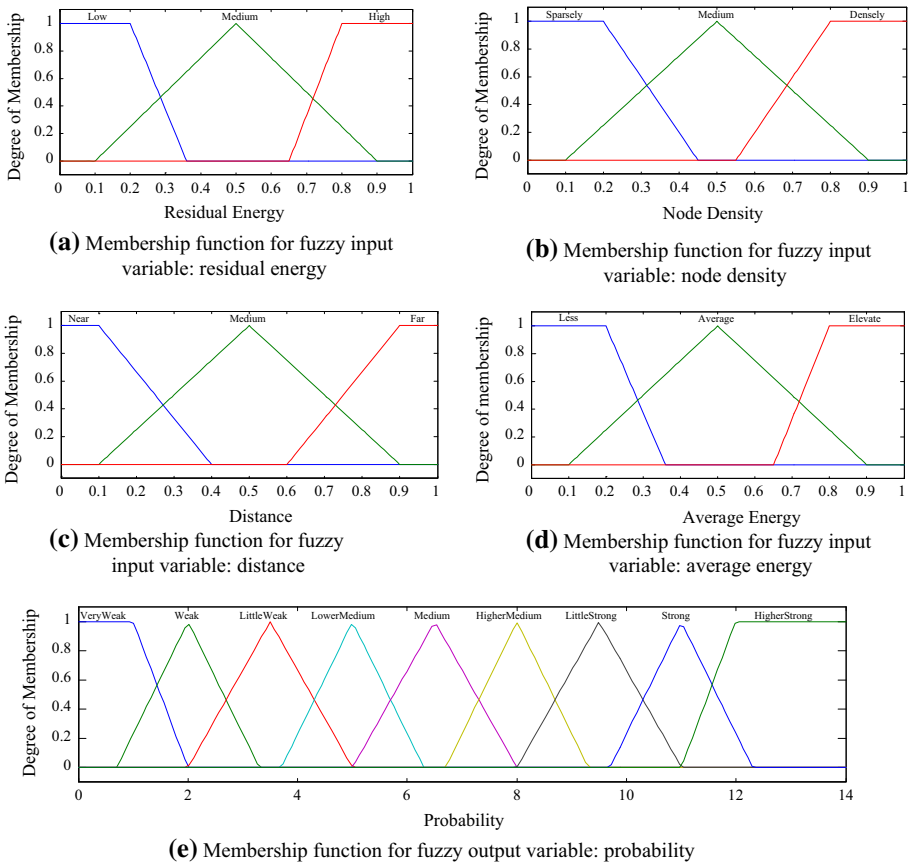 Low Medium High
Degree of Membership
1
0.8
0.6
0.4
0.2
0
0 0.1 0.2 0.3 0.4 0.5 0.6 0.7 0.8 0.9 1
Residual Energy
(a) Membership function for fuzzy input
variable: residual energy
Sparsely Medium Densely
Degree of Membership
1
0.8
0.6
0.4
0.2
0
0 0.1 0.2 0.3 0.4 0.5 0.6 0.7 0.8 0.9 1
Node Density
(b) Membership function for fuzzy input
variable: node density
Near Medium Far
Degree of Membership
1
0.8
0.6
0.4
0.2
0
0 0.1 0.2 0.3 0.4 0.5 0.6 0.7 0.8 0.9 1
Distance
(c) Membership function for fuzzy
input variable: distance
Less Average Elevate
Degree of membership
1
0.8
0.6
0.4
0.2
0
0 0.1 0.2 0.3 0.4 0.5 0.6 0.7 0.8 0.9 1
Average Energy
(d) Membership function for fuzzy input
variable: average energy
VeryWeak Weak LittleWeak LowerMedium Medium HigherMedium LittleStrong Strong HigherStrong
Degree of Membership
1
0.8
0.6
0.4
0.2
0
0 2 4 6 8 10 12 14
Probability
(e) Membership function for fuzzy output variable: probability